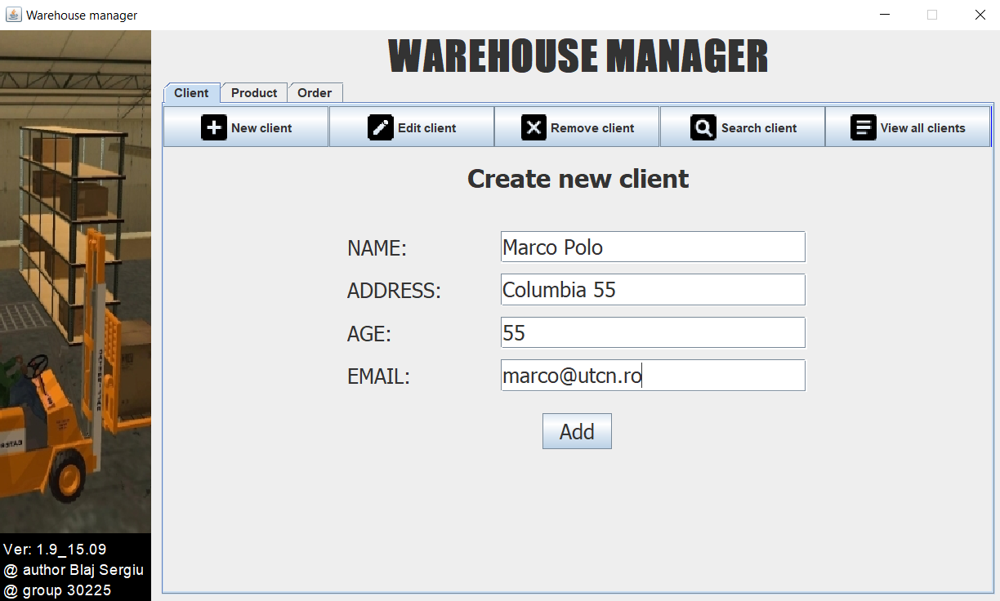 Warehouse manager
WAREHOUSE MANAGER
Client Product Order
New client Edit client Remove client Search client View all clients
Create new client
NAME: Marco Polo
ADDRESS: Columbia 55
AGE: 55
EMAIL: marco@utcn.ro
Add
Ver: 1.9_15.09
@ author Blaj Sergiu
@ group 30225